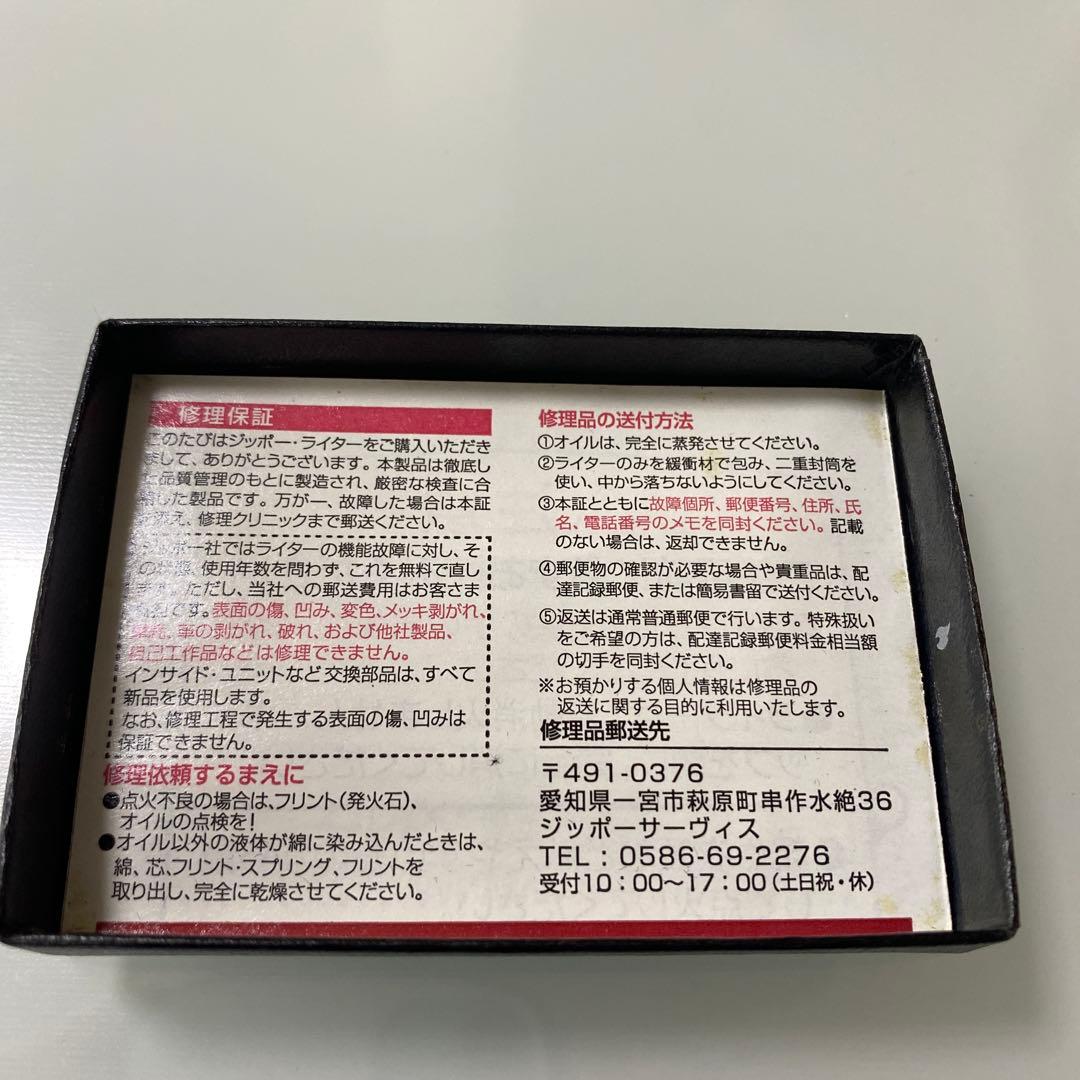 修理保証
このたびはジッポー・ライターをご購入いただき
まして、ありがとうございます。本製品は徹底し
品質管理のもとに製造され、厳密な検査に合
した製品です。万が一、故障した場合は本証
添え、修理クリニックまで郵送ください。
ジッポー社ではライターの機能故障に対し、そ
の 使用年数を問わず、これを無料で直し
ます。ただし、当社への郵送費用はお客さま
です。表面の傷、凹み、変色、メッキ剥がれ、
革の剥がれ、破れ、および他社製品、
自己工作品などは修理できません。
インサイド・ユニットなど交換部品は、すべて
新品を使用します。
なお、修理工程で発生する表面の傷、凹みは
保証できません。
修理依頼するまえに
●点火不良の場合は、フリント(発火石)、
オイルの点検を!
●オイル以外の液体が綿に染み込んだときは、
綿、芯、フリント・スプリング、フリントを
取り出し、完全に乾燥させてください。
修理品の送付方法
①オイルは、完全に蒸発させてください。
②ライターのみを緩衝材で包み、二重封筒を
使い、中から落ちないようにしてください。
③本証とともに故障個所、郵便番号、住所、氏
名、電話番号のメモを同封ください。記載
のない場合は、返却できません。
④郵便物の確認が必要な場合や貴重品は、配
達記録郵便、または簡易書留で送付ください。
⑤返送は通常普通郵便で行います。特殊扱い
をご希望の方は、配達記録郵便料金相当額
の切手を同封ください。
※お預かりする個人情報は修理品の
返送に関する目的に利用いたします。
修理品郵送先
〒491-0376
愛知県一宮市萩原町串作水絶36
ジッポーサーヴィス
TEL:0586-69-2276
受付10:00〜17:00(土日祝・休)